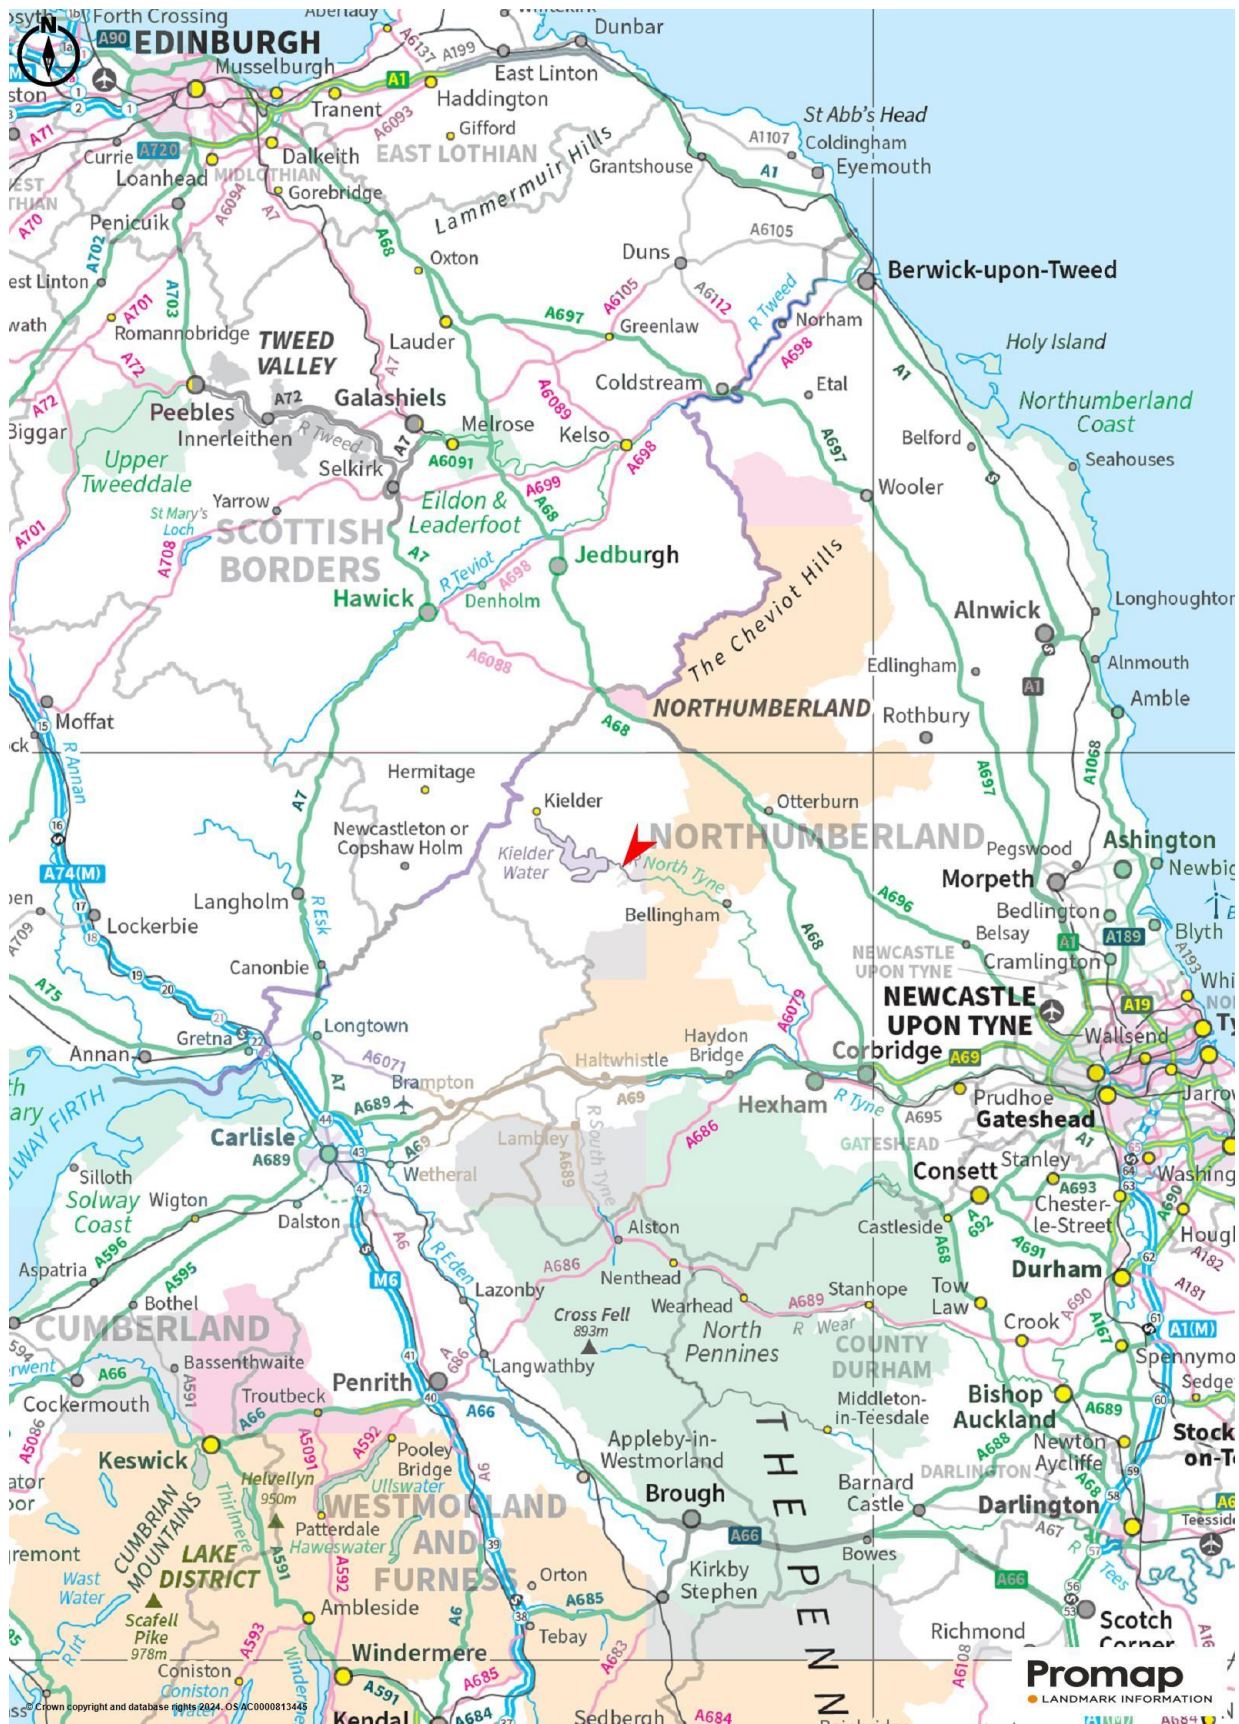 Forth Crossing
Aberlady
Dunbar
A90
EDINBURGH
A6137
A199
East Linton
Musselburgh
A1
Haddington
Tranent
A71
A6093
Gifford
St Abb's Head
A1107
Coldingham
Currie
A720
Dalkeith
EAST LOTHIAN
Grantshouse
A1
Eyemouth
Loanhead
MIDLOTHIAN
Gorebridge
Lammermuir Hills
A70
Penicuik
A6094
A7
A702
A68
A6105
Duns
Oxton
Berwick-upon-Tweed
A703
A701
A6105
A6112
R Tweed
A697
Romannobridge
Greenlaw
Norham
TWEED
VALLEY
Lauder
A698
Holy Island
A72
A7
A1
Coldstream
Etal
A72
Galashiels
A6089
Northumberland
Coast
Peebles
A72
Melrose
Biggar
Innerleithen
R Tweed
A7
Kelso
A697
Belford
Upper
Tweeddale
Selkirk
A6091
A698
Seahouses
Yarrow
A699
Wooler
St Mary's
Loch
SCOTTISH
BORDERS
Eildon &
Leaderfoot
A68
A701
A708
A7
Jedburgh
R Teviot
A698
Hawick
Denholm
The Cheviot Hills
Alnwick
Longhoughton
A6088
Edlingham
Alnmouth
A1
Amble
Moffat
A68
NORTHUMBERLAND
Rothbury
R Annan
A697
A1068
Hermitage
A7
Kielder
Otterburn
Newcastleton or
Copshaw Holm
Kielder
Water
NORTHUMBERLAND
Ashington
Pegswood
R North Tyne
A74(M)
Morpeth
Langholm
R Esk
Bellingham
A696
Bedlington
Lockerbie
A68
Belsay
A1
A189
Blyth
A709
NEWCASTLE
UPON TYNE
Cramlington
A193
Canonbie
A75
A6079
NEWCASTLE
UPON TYNE
A19
Gretna
Longtown
Wallsend
Annan
Haydon
Bridge
Corbridge
A69
A6071
Haltwhistle
Brampton
A7
A69
Prudhoe
A689
Hexham
R Tyne
A695
Gateshead
SOLWAY FIRTH
R South Tyne
A686
Carlisle
A689
A69
Lambley
GATESHEAD
A1
A689
Consett
Stanley
Silloth
Wetheral
A693
Solway
Coast
Wigton
Chester-
le-Street
A690
Dalston
Castleside
A692
A596
A6
R Eden
Alston
A68
A691
A182
A595
A686
Aspatria
M6
Nenthead
Durham
Lazonby
Stanhope
Tow
Law
A181
Bothel
Wearhead
A689
A690
Cross Fell
893m
Crook
CUMBERLAND
R Wear
A167
A1(M)
North
Pennines
COUNTY
DURHAM
A66
Bassenthwaite
A686
Langwathby
A591
Penrith
Cockermouth
Troutbeck
A66
Middleton-
in-Teesdale
Bishop
Auckland
A689
A5086
A66
A5091
A592
Appleby-in-
Westmorland
A688
Keswick
Pooley
Bridge
Newton
Aycliffe
Helvellyn
950m
Ullswater
A6
DARLINGTON
Barnard
Castle
A68
CUMBRIAN
MOUNTAINS
Thirlmere
WESTMORLAND
AND
FURNESS
Brough
Darlington
Patterdale
Haweswater
A67
A66
Bowes
R Tees
LAKE
DISTRICT
A591
Wast
Water
A592
Orton
Kirkby
Stephen
A66
THE PENN
Scafell
Pike
978m
Ambleside
A6
A685
R Irt
A593
Tebay
Scotch
Corner
Richmond
Windermere
A683
A6108
Coniston
Coniston
Water
A685
Promap
LANDMARK INFORMATION
A591
© Crown copyright and database rights 2024. OS AC0000813445
Kendal
A684
Sedbergh
A684